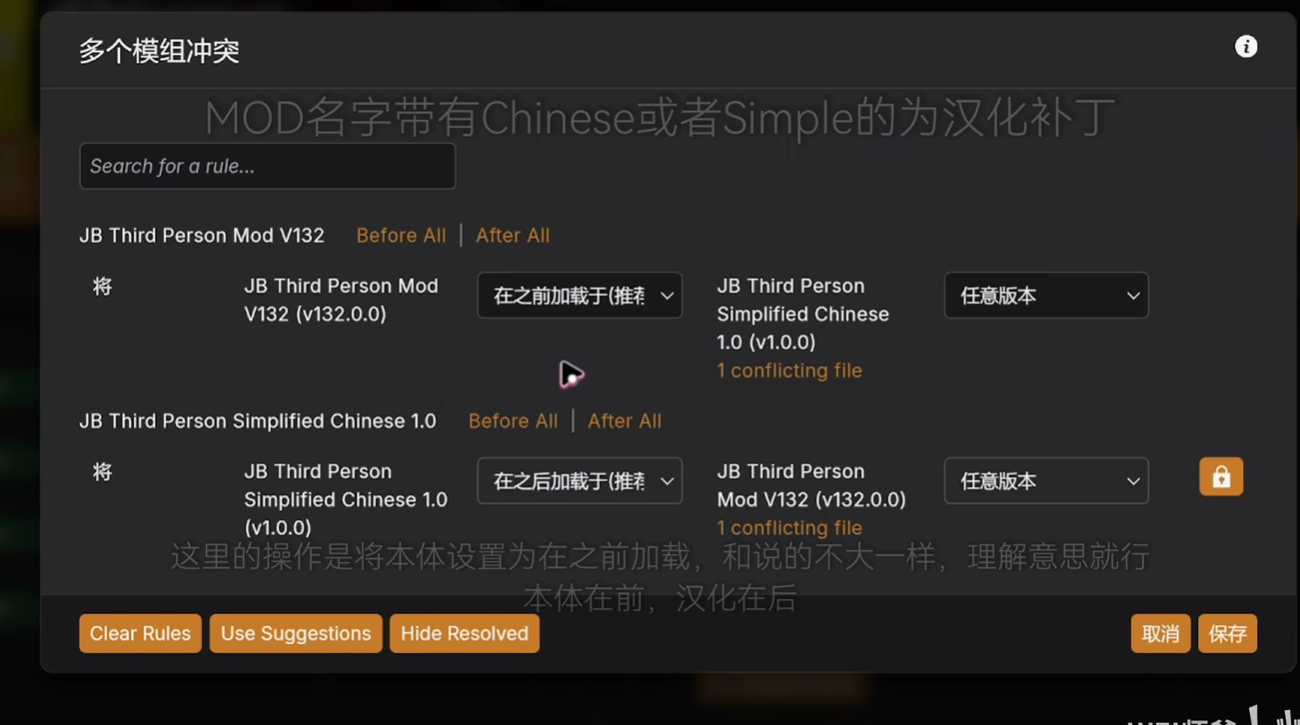 多个模组冲突
MOD名字带有Chinese或者Simple的为汉化补丁
Search for a rule...
JB Third Person Mod V132 Before All | After All
将 JB Third Person Mod 在之前加载于(推荐 JB Third Person 任意版本
V132 (v132.0.0) Simplified Chinese
1.0 (v1.0.0)
1 conflicting file
JB Third Person Simplified Chinese 1.0 Before All | After All
将 JB Third Person 在之后加载于(推荐 JB Third Person 任意版本
Simplified Chinese 1.0 Mod V132 (v132.0.0)
(v1.0.0) 1 conflicting file
这里的操作是将本体设置为在之前加载，和说的不大一样，理解意思就行
本体在前，汉化在后
Clear Rules Use Suggestions Hide Resolved 取消 保存